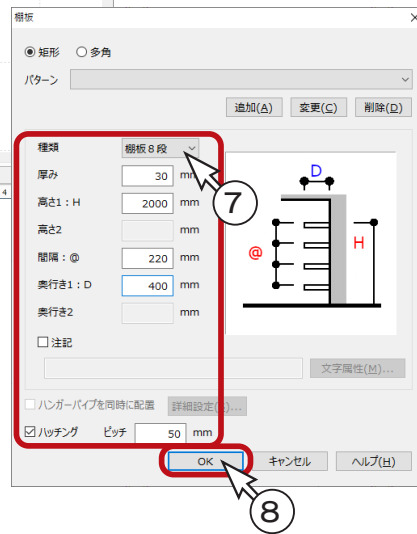 棚板
矩形 多角
パターン
追加(A) 変更(C) 削除(D)
種類 棚板８段
厚み 30 mm
高さ1：H 2000 mm
高さ2 mm
間隔：@ 220 mm
奥行き1：D 400 mm
奥行き2 mm
注記
文字属性(M)...
ハンガーパイプを同時に配置
ハッチング ピッチ 50 mm
D
@ H
⑦
4
OK キャンセル ヘルプ(H)
⑧